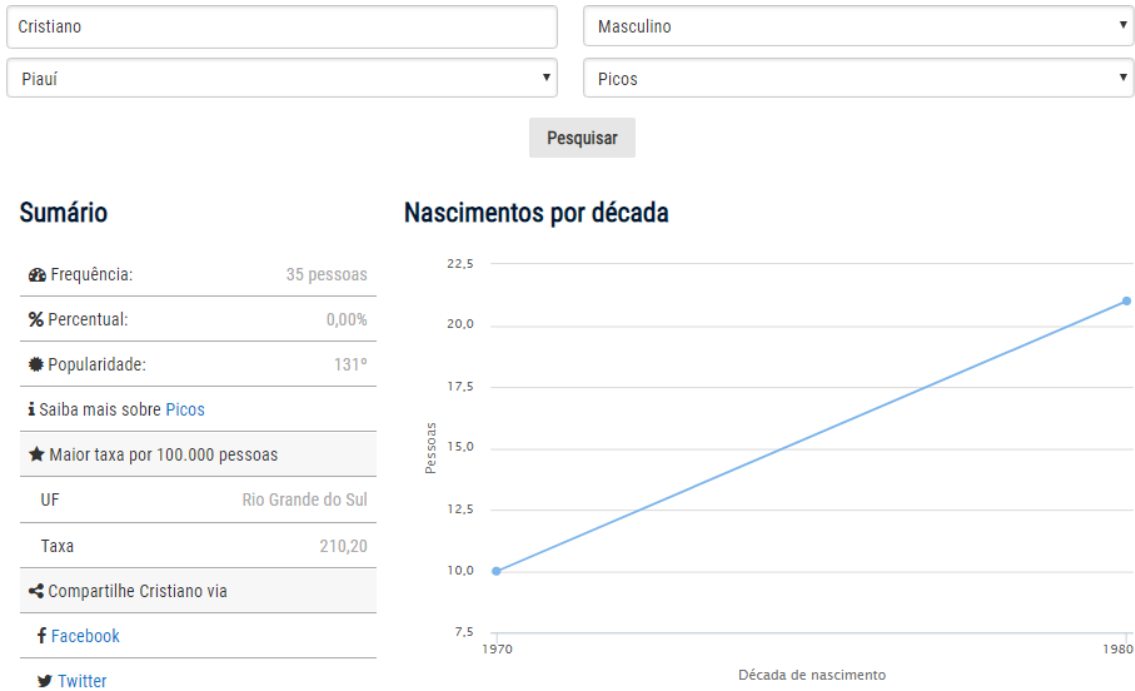 Cristiano
Masculino
Piauí
Picos
Pesquisar
Sumário
Frequência: 35 pessoas
Percentual: 0,00%
Popularidade: 131º
Saiba mais sobre Picos
Maior taxa por 100.000 pessoas
UF Rio Grande do Sul
Taxa 210,20
Compartilhe Cristiano via
Facebook
Twitter
Nascimentos por década
22,5
20,0
17,5
15,0
12,5
10,0
7,5
Pessoas
1970 1980
Década de nascimento